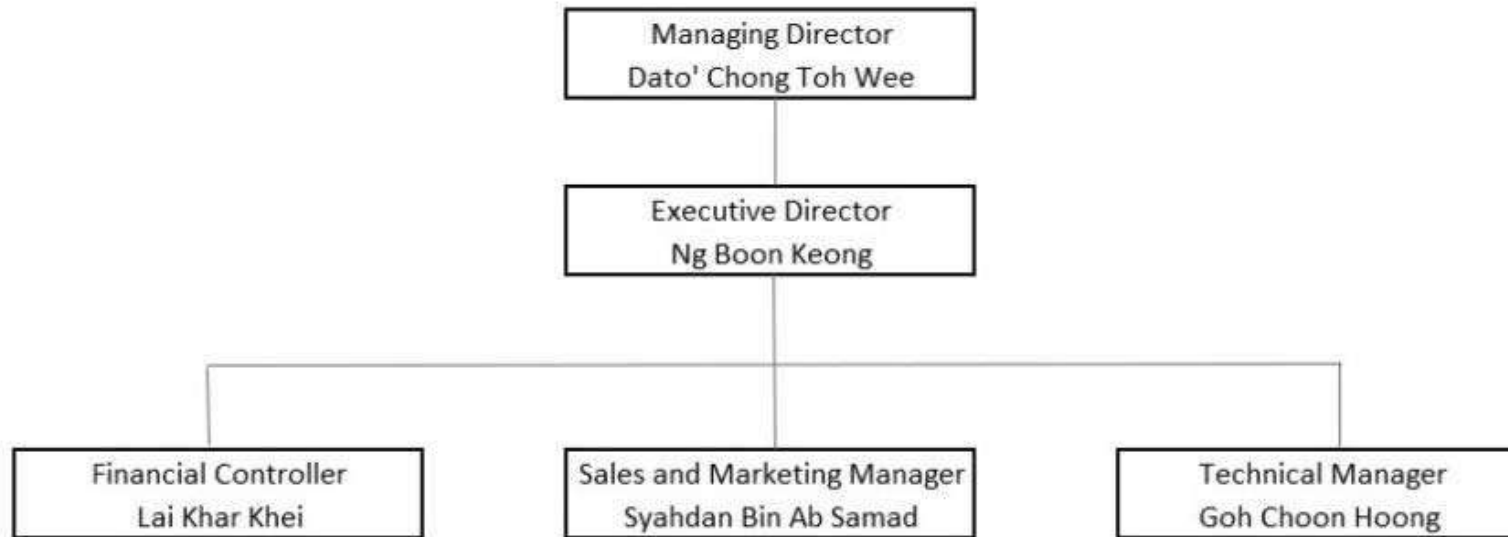 Managing Director
Dato' Chong Toh Wee
Executive Director
Ng Boon Keong
Financial Controller
Lai Khar Khei
Sales and Marketing Manager
Syahdan Bin Ab Samad
Technical Manager
Goh Choon Hoong